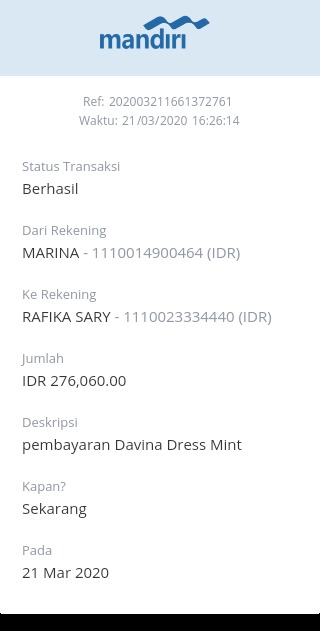 mandiri
Ref: 202003211661372761
Waktu: 21/03/2020 16:26:14
Status Transaksi
Berhasil
Dari Rekening
MARINA - 1110014900464 (IDR)
Ke Rekening
RAFIKA SARY - 1110023334440 (IDR)
Jumlah
IDR 276,060.00
Deskripsi
pembayaran Davina Dress Mint
Kapan?
Sekarang
Pada
21 Mar 2020